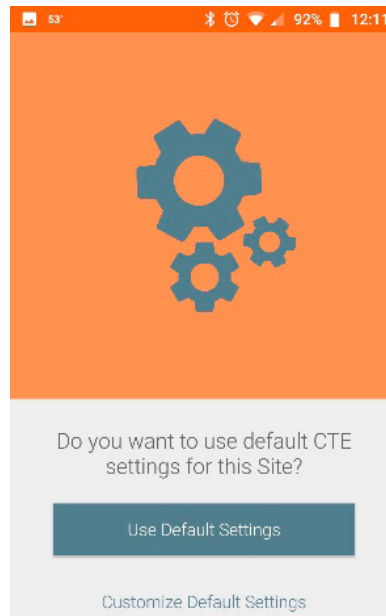 53°
92%
12:11
Do you want to use default CTE
settings for this Site?
Use Default Settings
Customize Default Settings